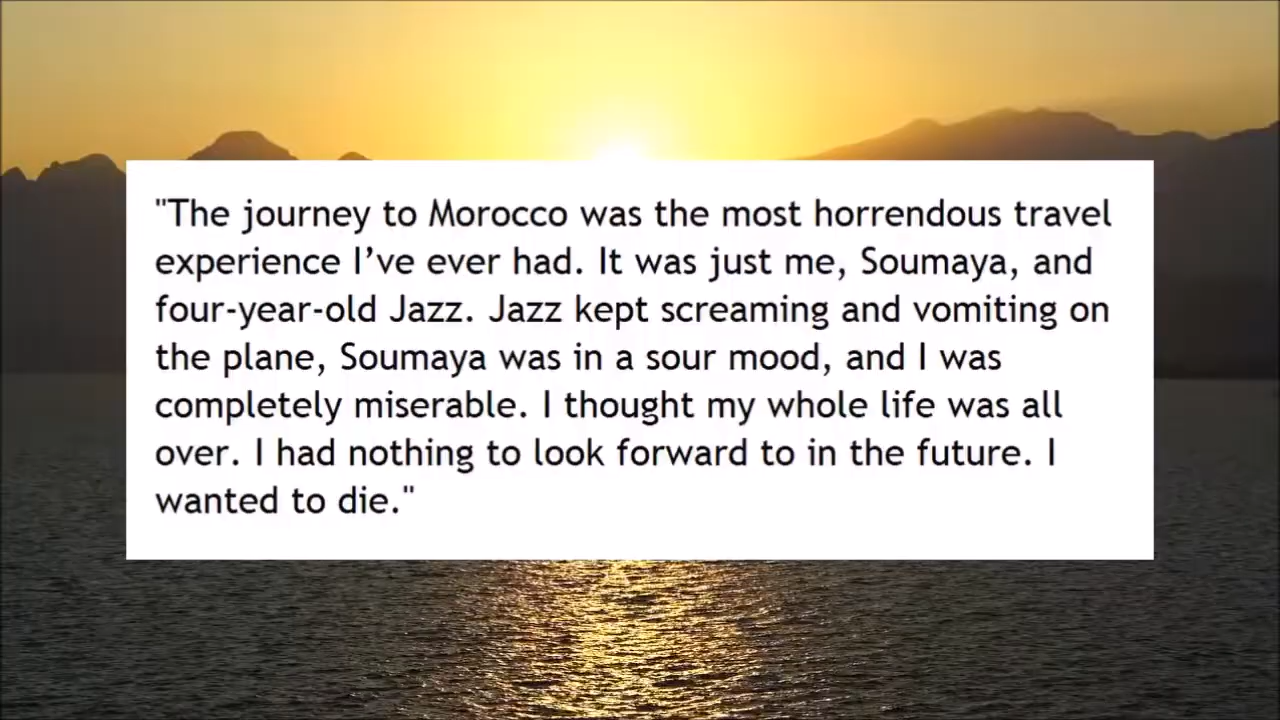 "The journey to Morocco was the most horrendous travel
experience I’ve ever had. It was just me, Soumaya, and
four-year-old Jazz. Jazz kept screaming and vomiting on
the plane, Soumaya was in a sour mood, and I was
completely miserable. I thought my whole life was all
over. I had nothing to look forward to in the future. I
wanted to die."